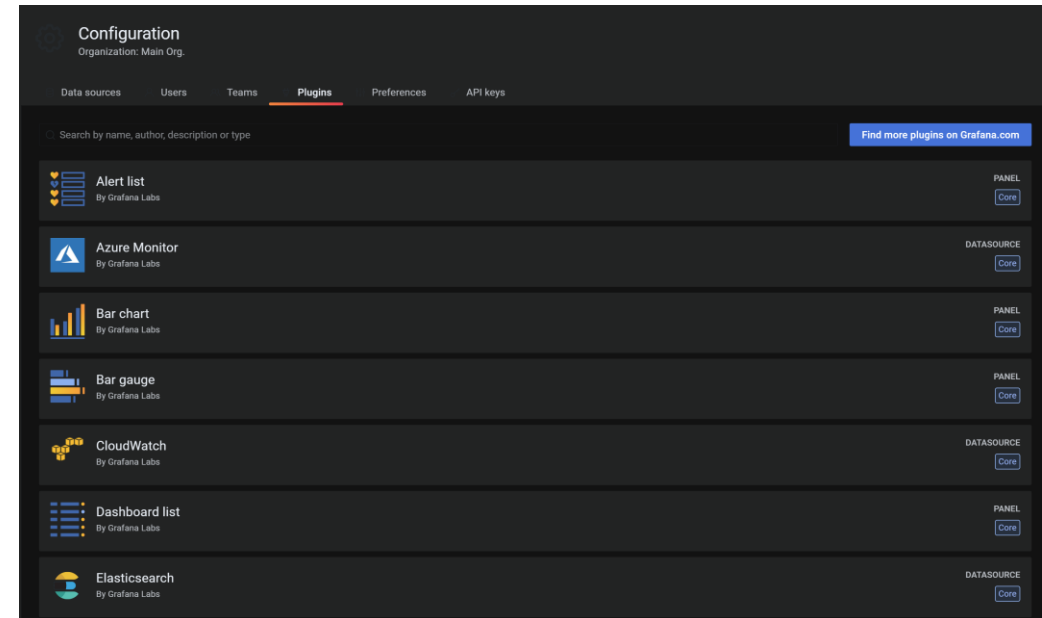 Configuration
Organization: Main Org.
Data sources Users Teams Plugins Preferences API keys
Search by name, author, description or type
Find more plugins on Grafana.com
Alert list
By Grafana Labs
PANEL
Core
Azure Monitor
By Grafana Labs
DATASOURCE
Core
Bar chart
By Grafana Labs
PANEL
Core
Bar gauge
By Grafana Labs
PANEL
Core
CloudWatch
By Grafana Labs
DATASOURCE
Core
Dashboard list
By Grafana Labs
PANEL
Core
Elasticsearch
By Grafana Labs
DATASOURCE
Core